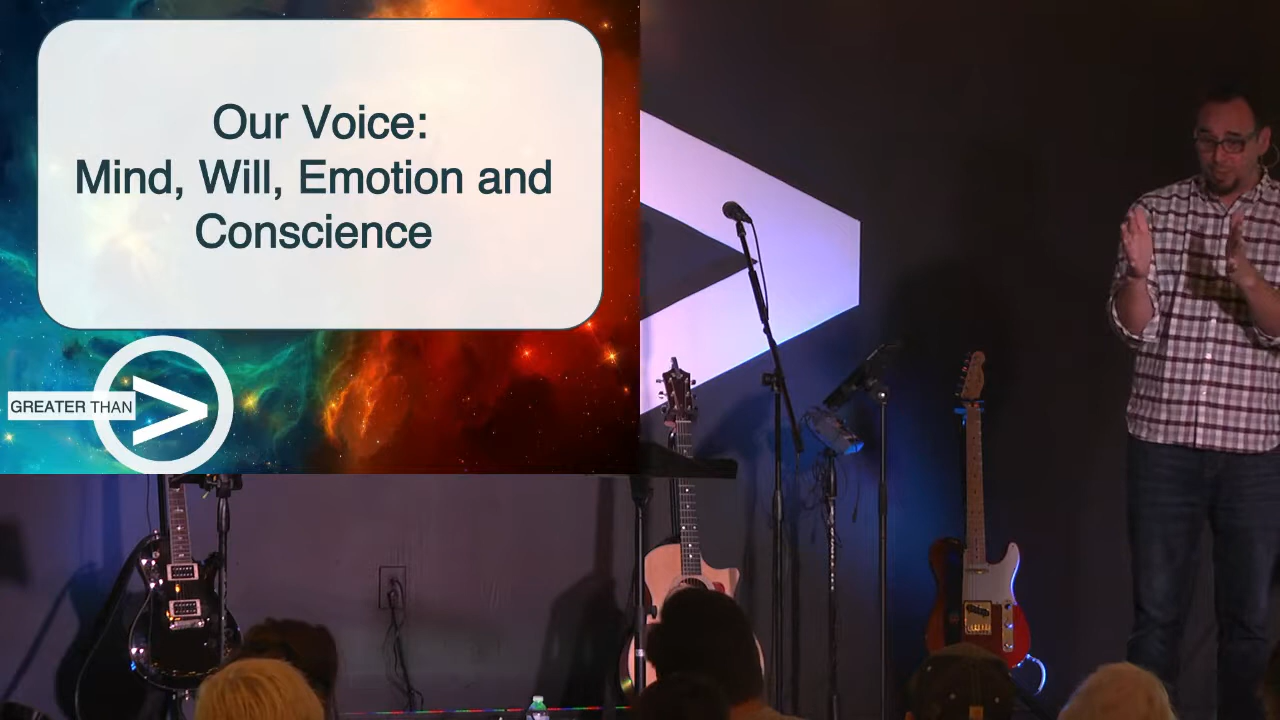 Our Voice:
Mind, Will, Emotion and
Conscience
GREATER THAN